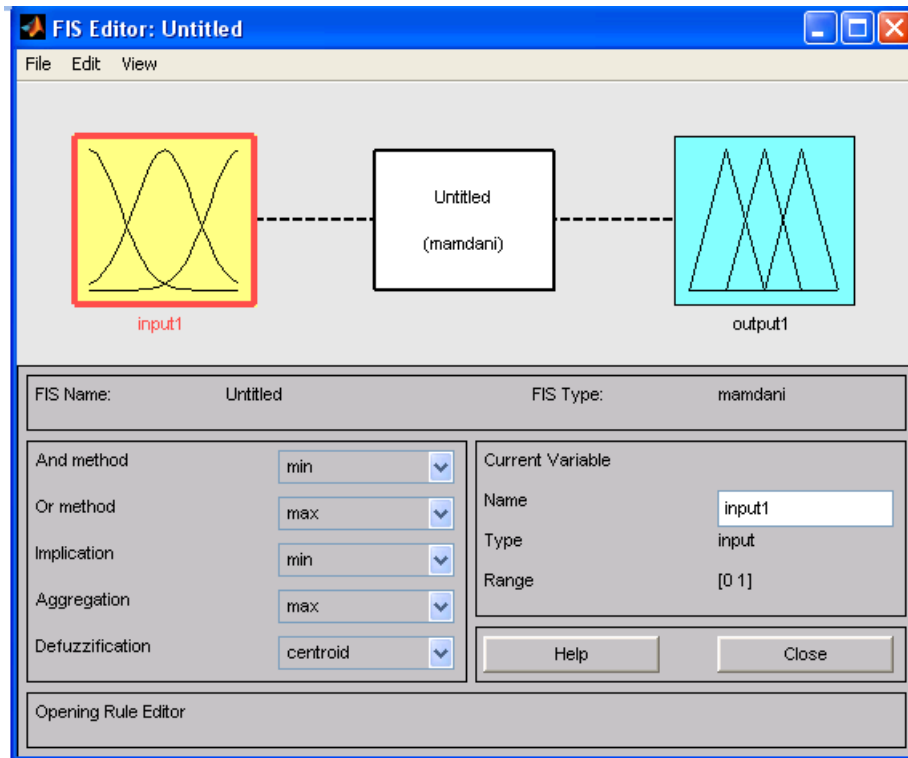 FIS Editor: Untitled
File Edit View
Untitled
(mamdani)
input1
output1
FIS Name: Untitled FIS Type: mamdani
And method min
Or method max
Implication min
Aggregation max
Defuzzification centroid
Current Variable
Name input1
Type input
Range [0 1]
Help Close
Opening Rule Editor